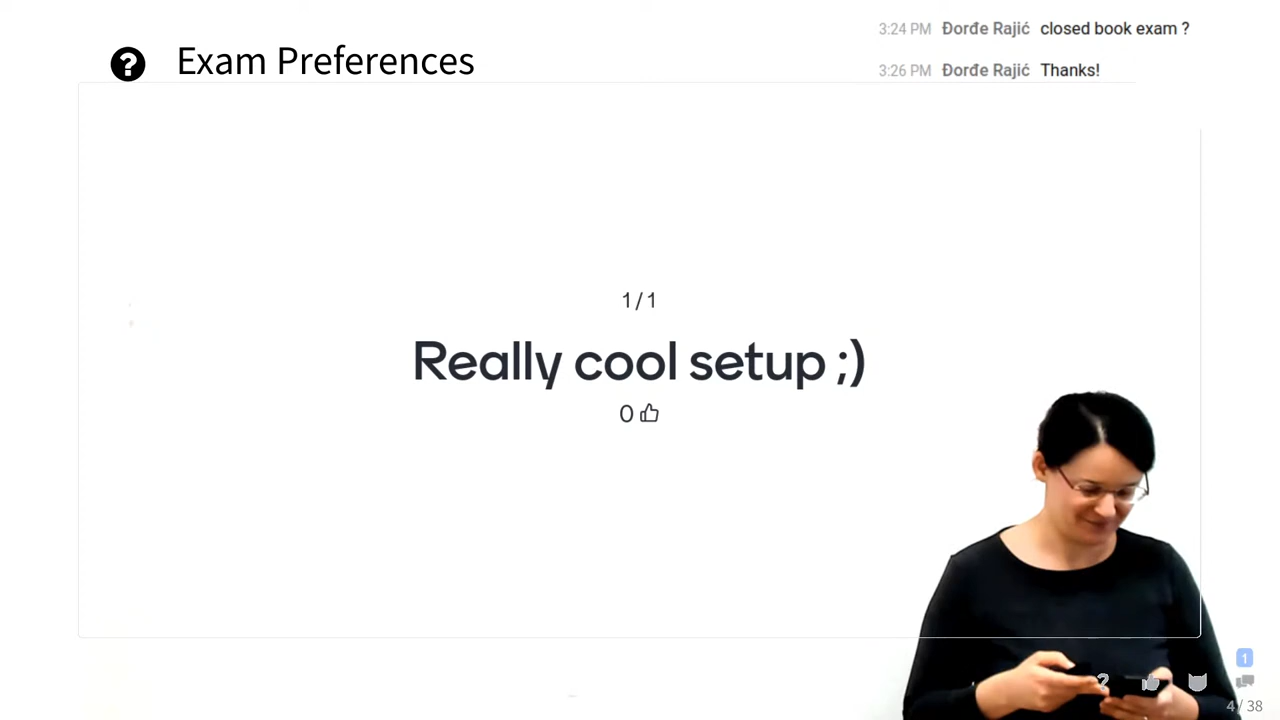 3:24 PM Đorđe Rajić closed book exam ?
? Exam Preferences
3:26 PM Đorđe Rajić Thanks!
1 / 1
Really cool setup ;)
0
1
?
4 / 38